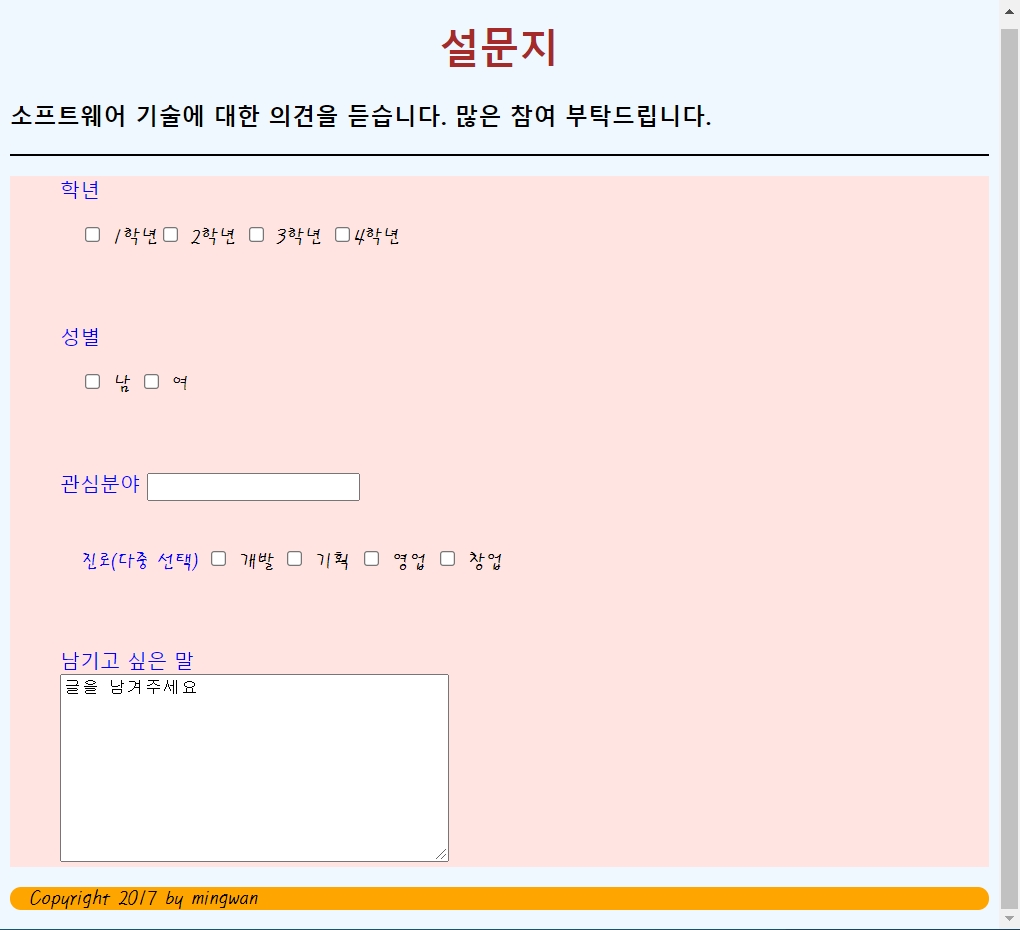 설문지
소프트웨어 기술에 대한 의견을 듣습니다. 많은 참여 부탁드립니다.
학년
1학년 2학년 3학년 4학년
성별
남 여
관심분야
진로(다중 선택) 개발 기획 영업 창업
남기고 싶은 말
글을 남겨주세요
Copyright 2017 by mingwan